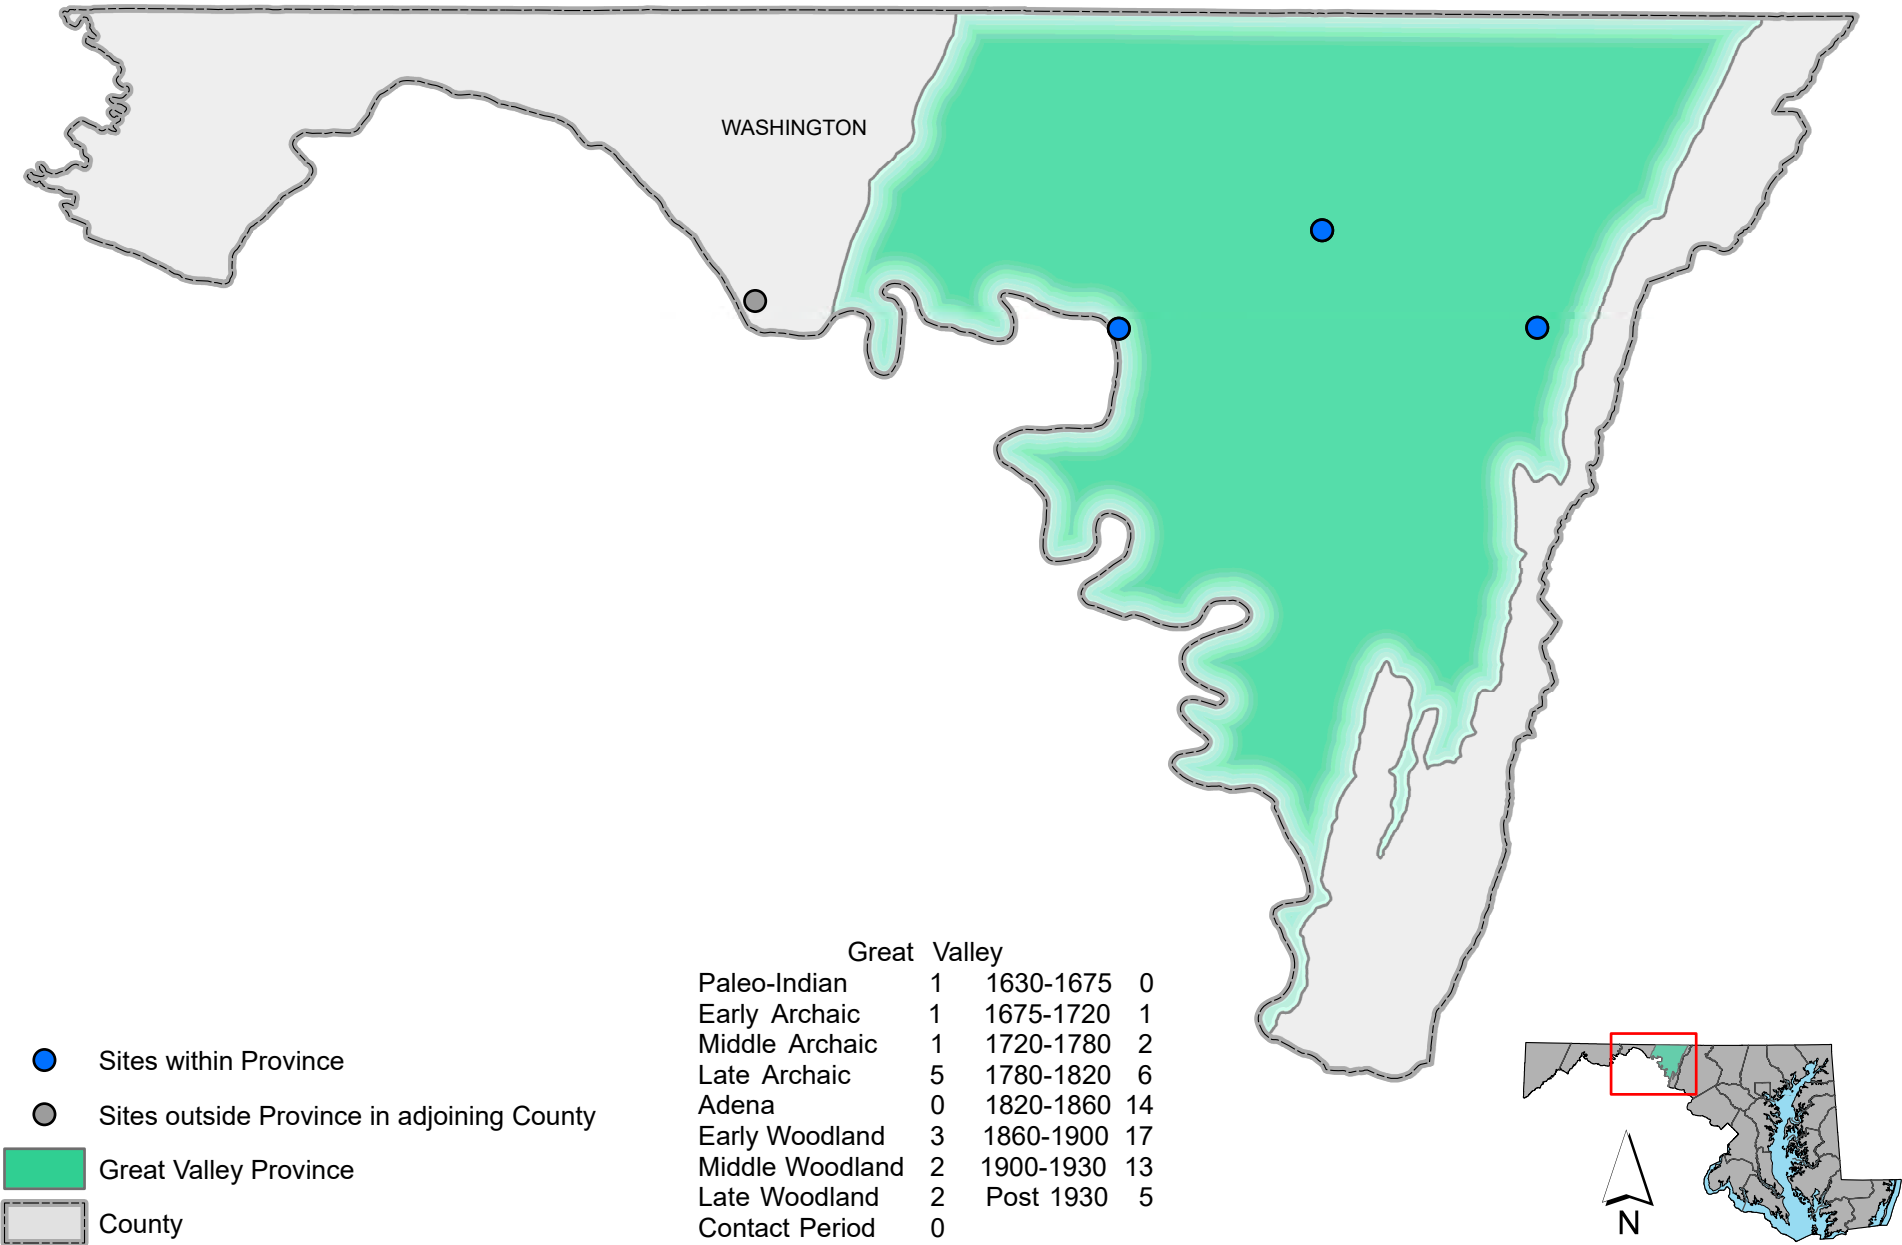 WASHINGTON
Great Valley
Paleo-Indian 1 1630-1675 0
Early Archaic 1 1675-1720 1
Middle Archaic 1 1720-1780 2
Late Archaic 5 1780-1820 6
Adena 0 1820-1860 14
Early Woodland 3 1860-1900 17
Middle Woodland 2 1900-1930 13
Late Woodland 2 Post 1930 5
Contact Period 0
Sites within Province
Sites outside Province in adjoining County
Great Valley Province
County
N